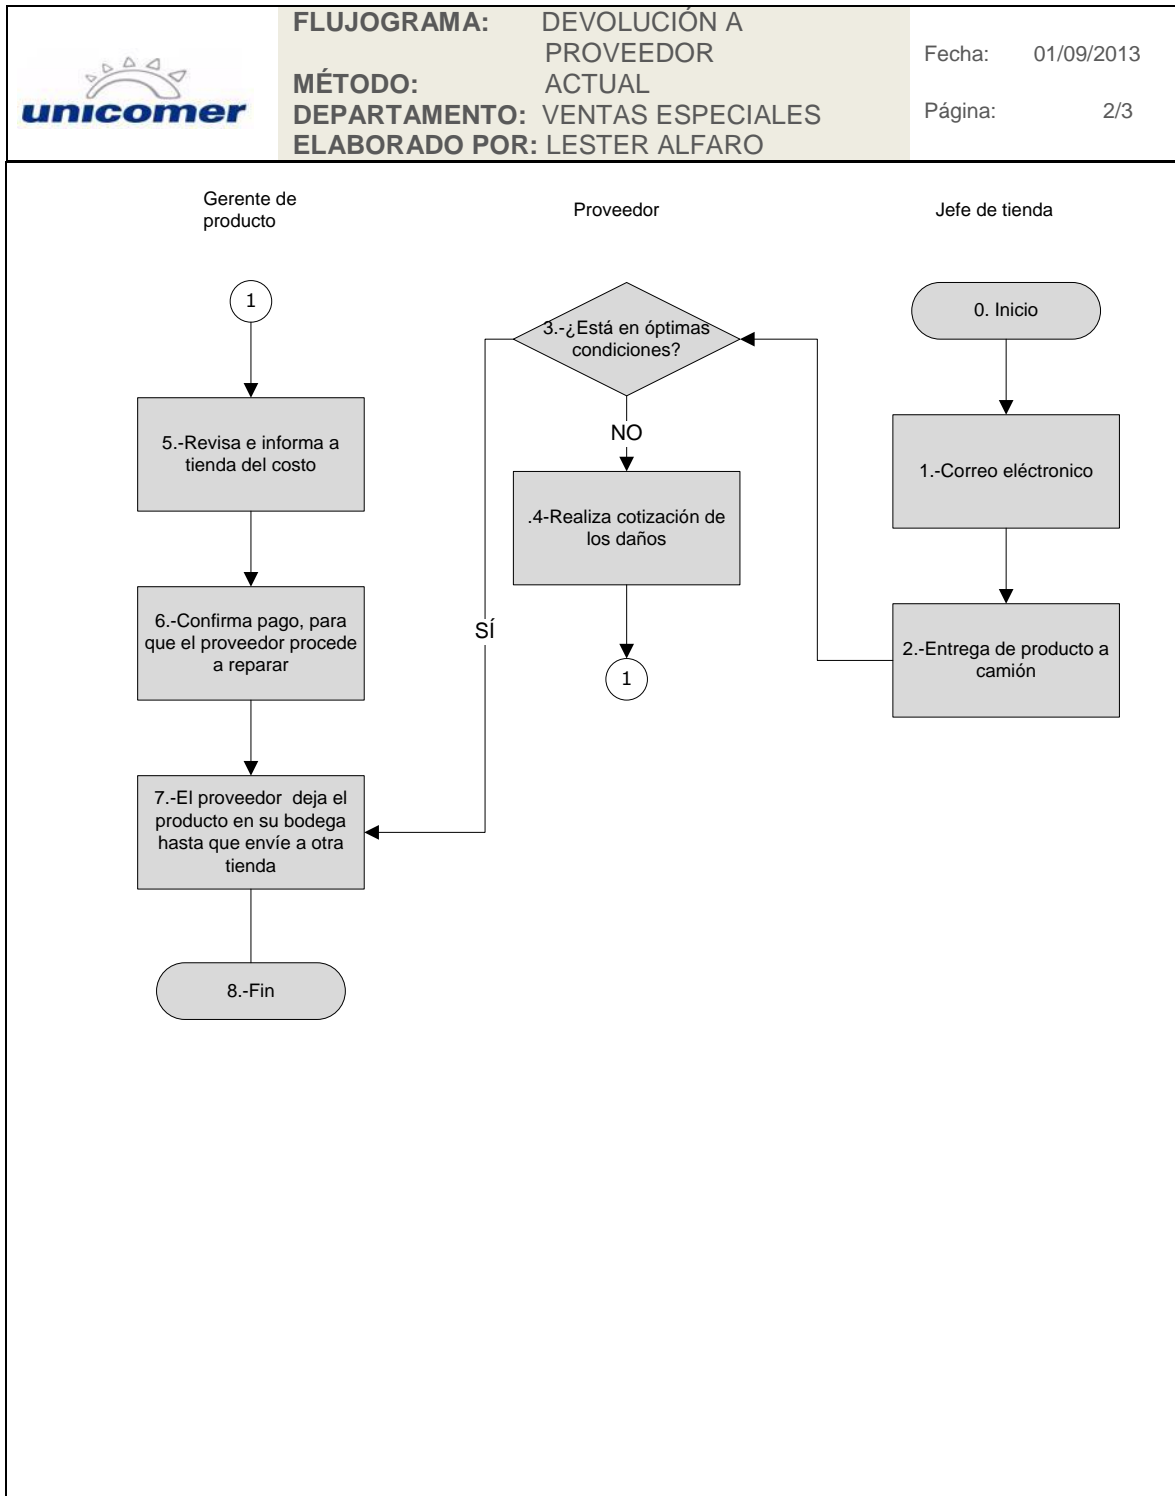 unicomer
FLUJOGRAMA: DEVOLUCIÓN A
PROVEEDOR
MÉTODO: ACTUAL
DEPARTAMENTO: VENTAS ESPECIALES
ELABORADO POR: LESTER ALFARO
Fecha: 01/09/2013
Página: 2/3
Gerente de
producto
Proveedor
Jefe de tienda
1
5.-Revisa e informa a
tienda del costo
6.-Confirma pago, para
que el proveedor procede
a reparar
7.-El proveedor deja el
producto en su bodega
hasta que envíe a otra
tienda
8.-Fin
3.-¿Está en óptimas
condiciones?
NO
SÍ
.4-Realiza cotización de
los daños
1
0. Inicio
1.-Correo eléctronico
2.-Entrega de producto a
camión